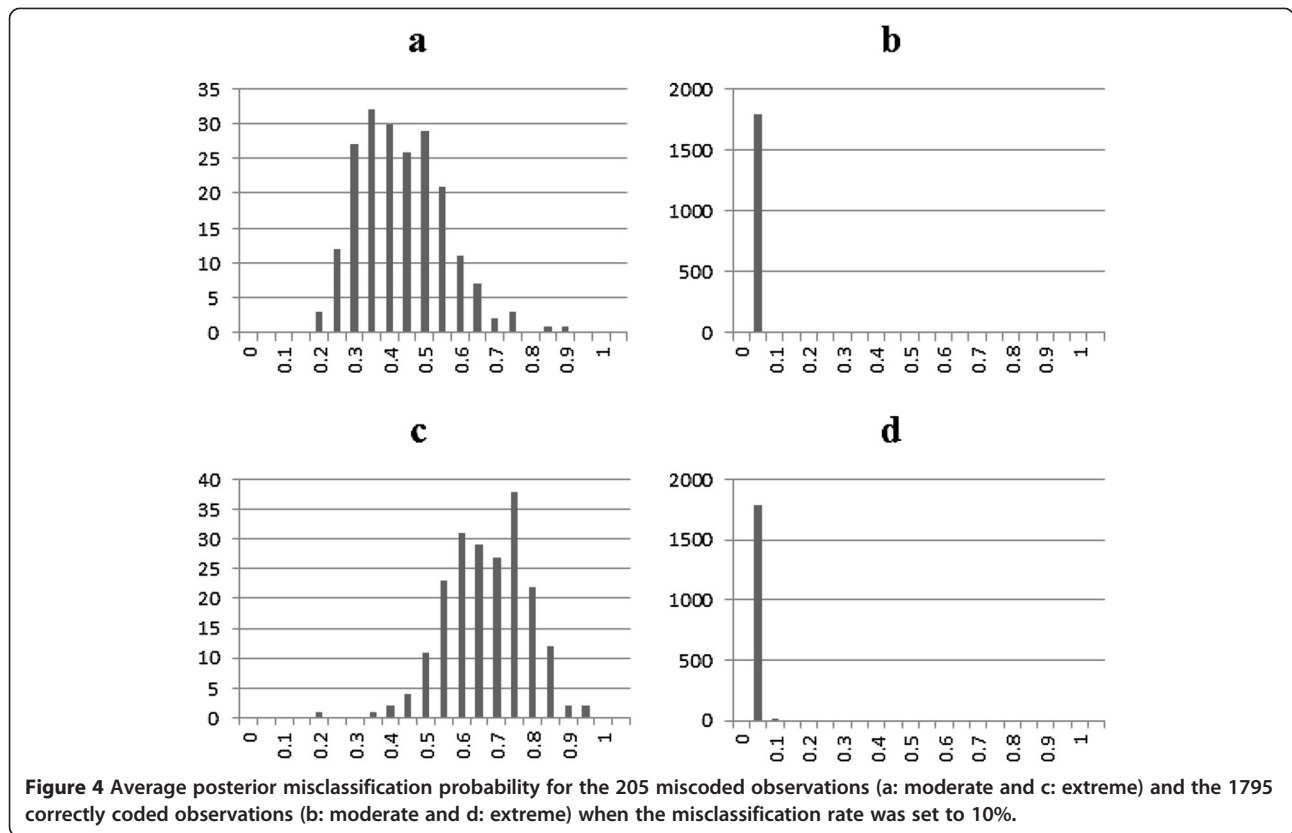 a
35
30
25
20
15
10
5
0
0 0.1 0.2 0.3 0.4 0.5 0.6 0.7 0.8 0.9 1
b
2000
1500
1000
500
0
0 0.1 0.2 0.3 0.4 0.5 0.6 0.7 0.8 0.9 1
c
40
35
30
25
20
15
10
5
0
0 0.1 0.2 0.3 0.4 0.5 0.6 0.7 0.8 0.9 1
d
2000
1500
1000
500
0
0 0.1 0.2 0.3 0.4 0.5 0.6 0.7 0.8 0.9 1
Figure 4 Average posterior misclassification probability for the 205 miscoded observations (a: moderate and c: extreme) and the 1795
correctly coded observations (b: moderate and d: extreme) when the misclassification rate was set to 10%.